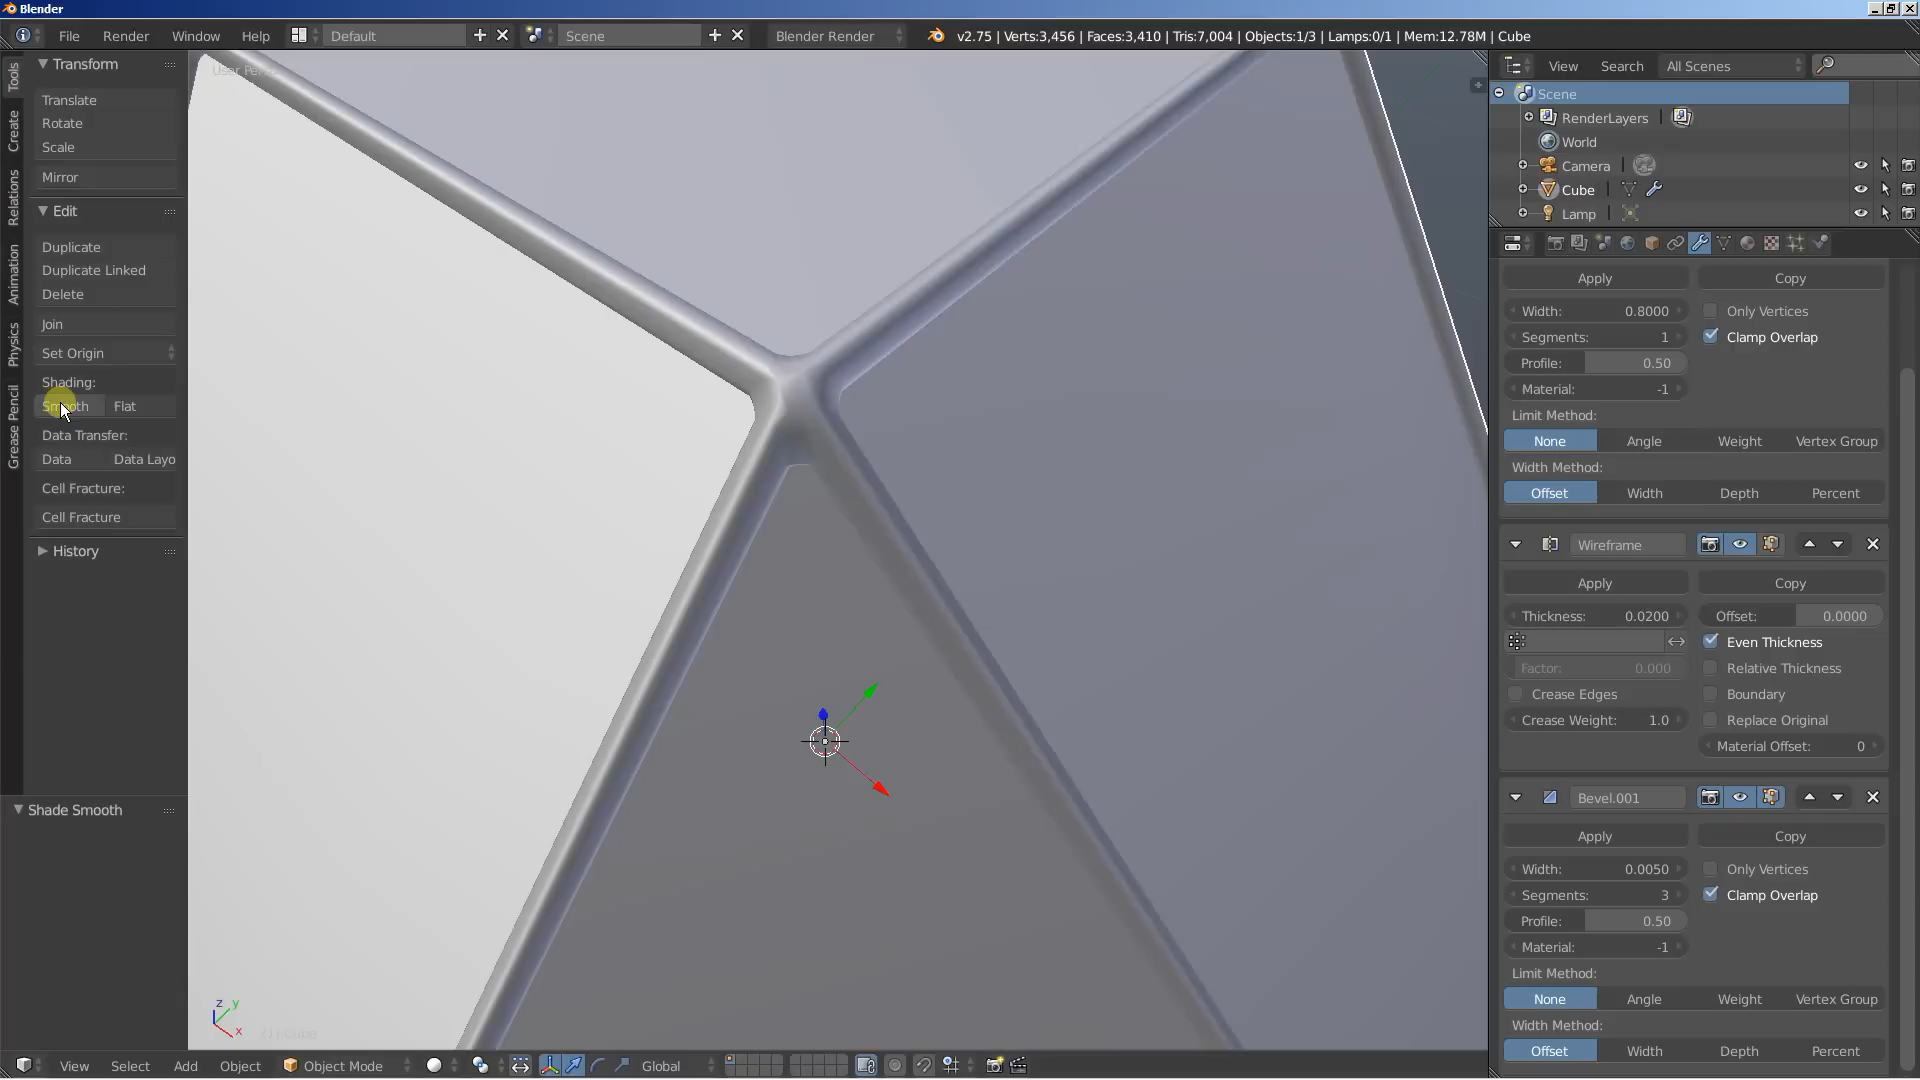 Blender
File Render Window Help Default Scene Blender Render v2.75 | Verts:3,456 | Faces:3,410 | Tris:7,004 | Objects:1/3 | Lamps:0/1 | Mem:12.78M | Cube
Tools
Create
Relations
Animation
Physics
Grease Pencil
Transform
Translate
Rotate
Scale
Mirror
Edit
Duplicate
Duplicate Linked
Delete
Join
Set Origin
Shading:
Smooth Flat
Data Transfer:
Data Data Layo
Cell Fracture:
Cell Fracture
History
Shade Smooth
User Persp
z y
x
(1) Cube
View Select Add Object Object Mode Global
View Search All Scenes
Scene
RenderLayers
World
Camera
Cube
Lamp
Apply Copy
Width: 0.8000 Only Vertices
Segments: 1 Clamp Overlap
Profile: 0.50
Material: -1
Limit Method:
None Angle Weight Vertex Group
Width Method:
Offset Width Depth Percent
Wireframe
Apply Copy
Thickness: 0.0200 Offset: 0.0000
Even Thickness
Factor: 0.000 Relative Thickness
Crease Edges Boundary
Crease Weight: 1.0 Replace Original
Material Offset: 0
Bevel.001
Apply Copy
Width: 0.0050 Only Vertices
Segments: 3 Clamp Overlap
Profile: 0.50
Material: -1
Limit Method:
None Angle Weight Vertex Group
Width Method:
Offset Width Depth Percent